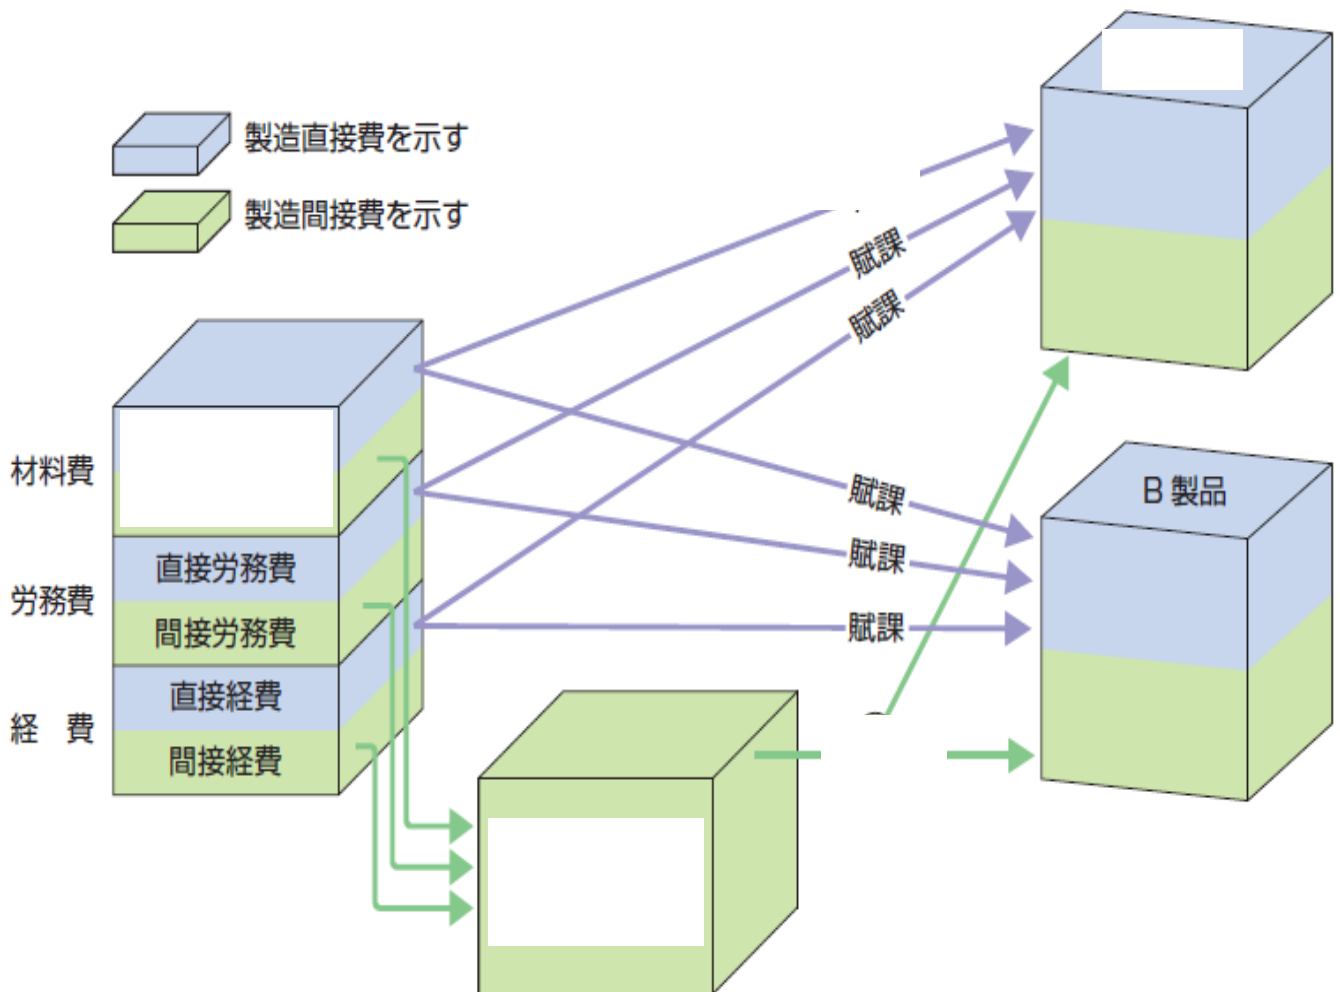 製造直接費を示す
製造間接費を示す
賦課
賦課
材料費
直接労務費
労務費
間接労務費
直接経費
経　費
間接経費
賦課
賦課
賦課
B 製品